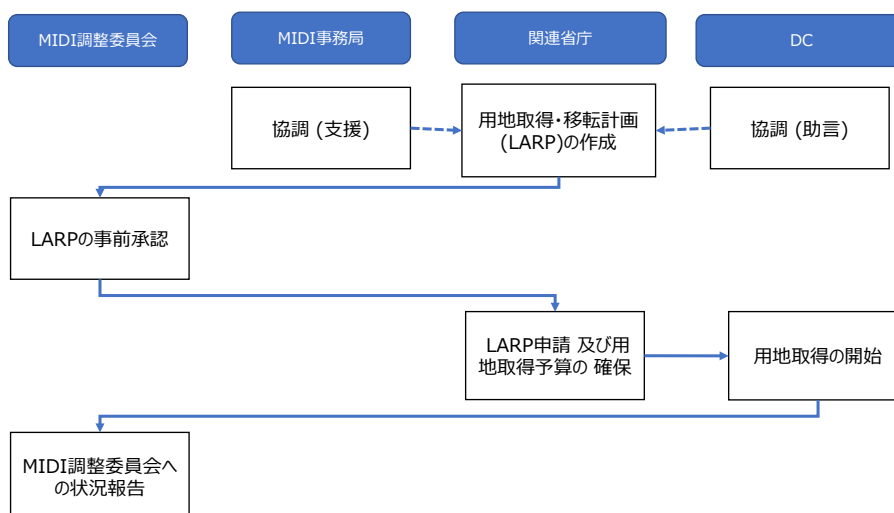 MIDI調整委員会
MIDI事務局
関連省庁
DC
協調 (支援)
用地取得・移転計画
(LARP)の作成
協調 (助言)
LARPの事前承認
LARP申請 及び用
地取得予算の 確保
用地取得の開始
MIDI調整委員会へ
の状況報告